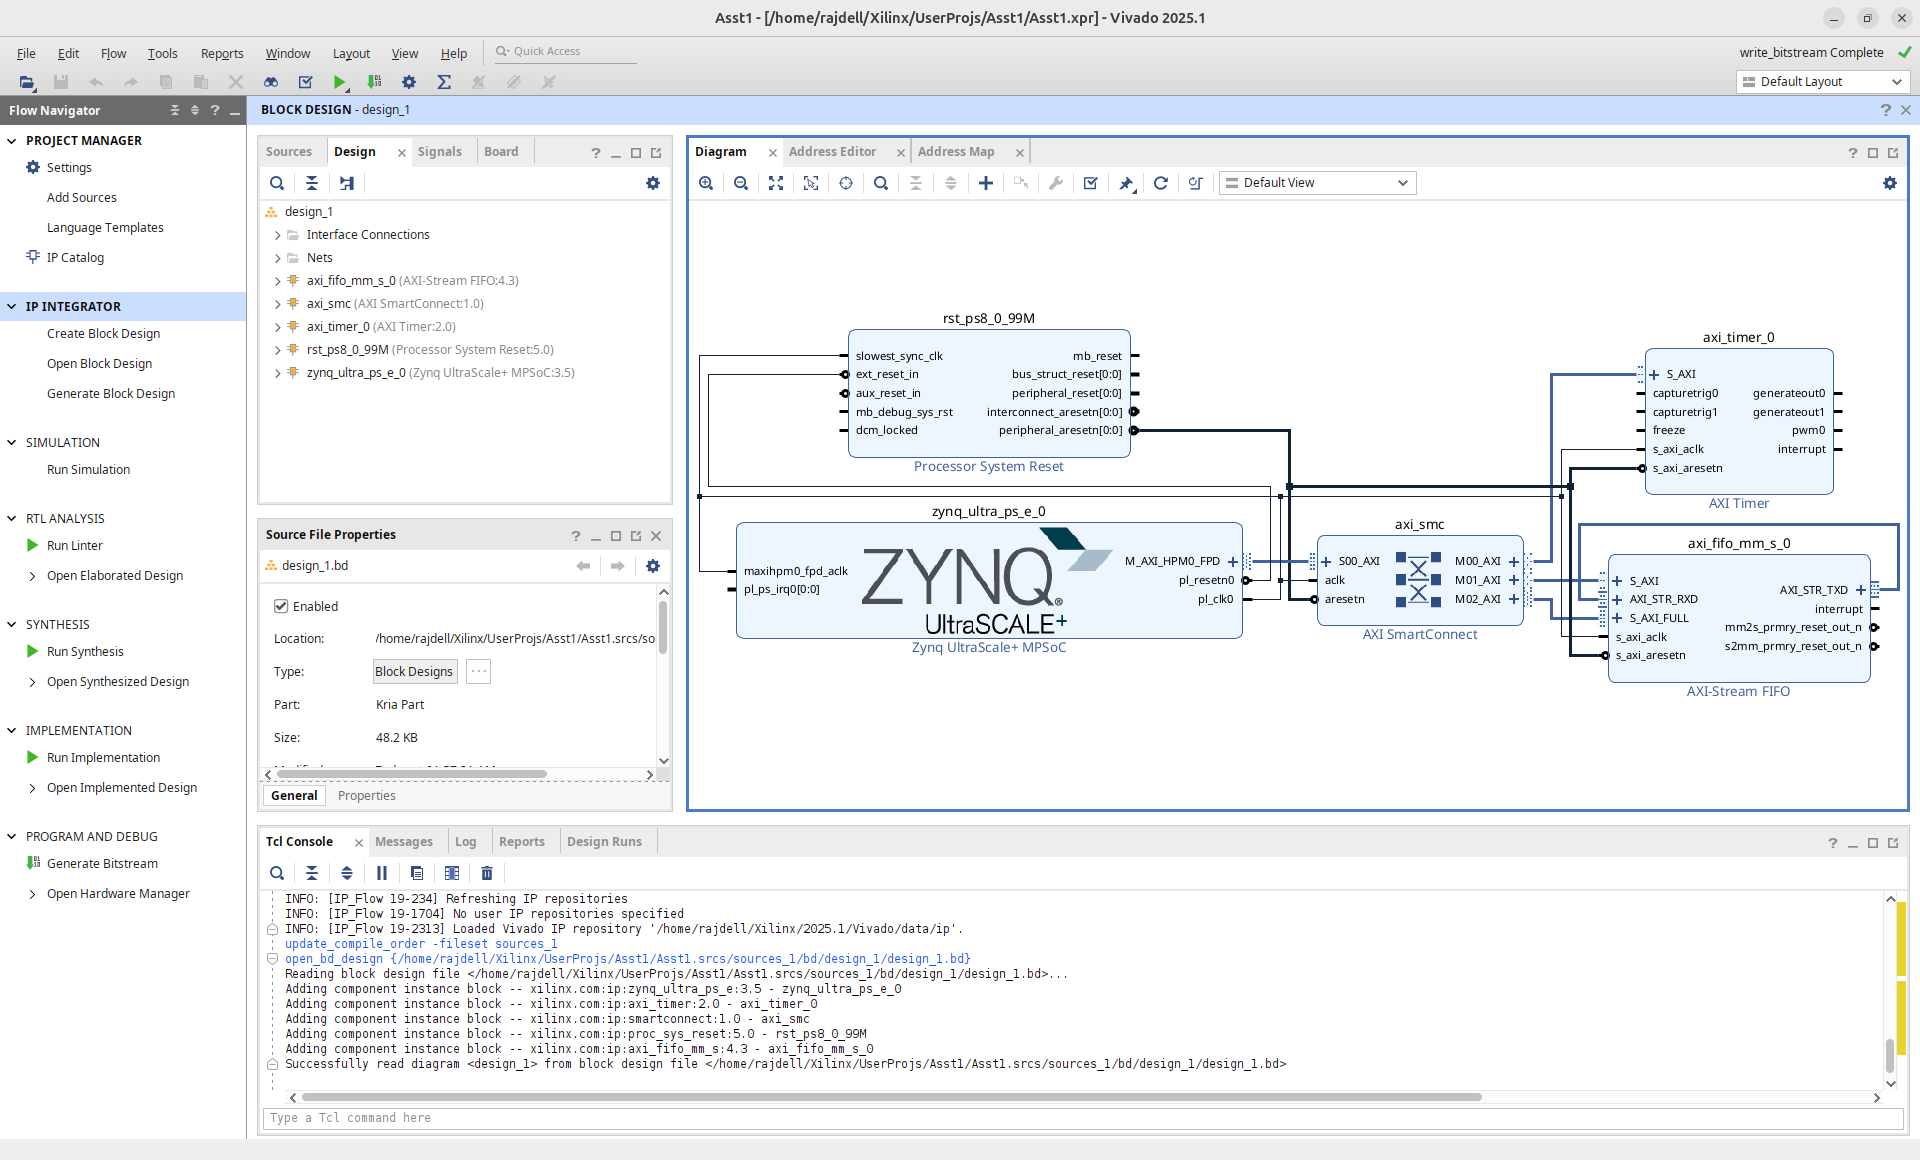 Asst1 - [/home/rajdell/Xilinx/UserProjs/Asst1/Asst1.xpr] - Vivado 2025.1
File Edit Flow Tools Reports Window Layout View Help Quick Access
write_bitstream Complete
Default Layout
Flow Navigator
PROJECT MANAGER
Settings
Add Sources
Language Templates
IP Catalog
IP INTEGRATOR
Create Block Design
Open Block Design
Generate Block Design
SIMULATION
Run Simulation
RTL ANALYSIS
Run Linter
Open Elaborated Design
SYNTHESIS
Run Synthesis
Open Synthesized Design
IMPLEMENTATION
Run Implementation
Open Implemented Design
PROGRAM AND DEBUG
Generate Bitstream
Open Hardware Manager
BLOCK DESIGN - design_1
Sources Design Signals Board
design_1
Interface Connections
Nets
axi_fifo_mm_s_0 (AXI-Stream FIFO:4.3)
axi_smc (AXI SmartConnect:1.0)
axi_timer_0 (AXI Timer:2.0)
rst_ps8_0_99M (Processor System Reset:5.0)
zynq_ultra_ps_e_0 (Zynq UltraScale+ MPSoC:3.5)
Source File Properties
design_1.bd
Enabled
Location: /home/rajdell/Xilinx/UserProjs/Asst1/Asst1.srcs/so
Type: Block Designs ...
Part: Kria Part
Size: 48.2 KB
General Properties
Diagram Address Editor Address Map
Default View
rst_ps8_0_99M
slowest_sync_clk mb_reset
ext_reset_in bus_struct_reset[0:0]
aux_reset_in peripheral_reset[0:0]
mb_debug_sys_rst interconnect_aresetn[0:0]
dcm_locked peripheral_aresetn[0:0]
Processor System Reset
zynq_ultra_ps_e_0
maxihpm0_fpd_aclk
pl_ps_irq0[0:0]
ZYNQ®
UltraSCALE+
M_AXI_HPM0_FPD
pl_resetn0
pl_clk0
Zynq UltraScale+ MPSoC
axi_smc
S00_AXI M00_AXI
aclk M01_AXI
aresetn M02_AXI
AXI SmartConnect
axi_timer_0
S_AXI
capturetrig0 generateout0
capturetrig1 generateout1
freeze pwm0
s_axi_aclk interrupt
s_axi_aresetn
AXI Timer
axi_fifo_mm_s_0
S_AXI
AXI_STR_RXD
S_AXI_FULL
s_axi_aclk
s_axi_aresetn
AXI_STR_TXD
interrupt
mm2s_prmry_reset_out_n
s2mm_prmry_reset_out_n
AXI-Stream FIFO
Tcl Console Messages Log Reports Design Runs
INFO: [IP_Flow 19-234] Refreshing IP repositories
INFO: [IP_Flow 19-1704] No user IP repositories specified
INFO: [IP_Flow 19-2313] Loaded Vivado IP repository '/home/rajdell/Xilinx/2025.1/Vivado/data/ip'.
update_compile_order -fileset sources_1
open_bd_design {/home/rajdell/Xilinx/UserProjs/Asst1/Asst1.srcs/sources_1/bd/design_1/design_1.bd}
Reading block design file </home/rajdell/Xilinx/UserProjs/Asst1/Asst1.srcs/sources_1/bd/design_1/design_1.bd>...
Adding component instance block -- xilinx.com:ip:zynq_ultra_ps_e:3.5 - zynq_ultra_ps_e_0
Adding component instance block -- xilinx.com:ip:axi_timer:2.0 - axi_timer_0
Adding component instance block -- xilinx.com:ip:smartconnect:1.0 - axi_smc
Adding component instance block -- xilinx.com:ip:proc_sys_reset:5.0 - rst_ps8_0_99M
Adding component instance block -- xilinx.com:ip:axi_fifo_mm_s:4.3 - axi_fifo_mm_s_0
Successfully read diagram <design_1> from block design file </home/rajdell/Xilinx/UserProjs/Asst1/Asst1.srcs/sources_1/bd/design_1/design_1.bd>
Type a Tcl command here